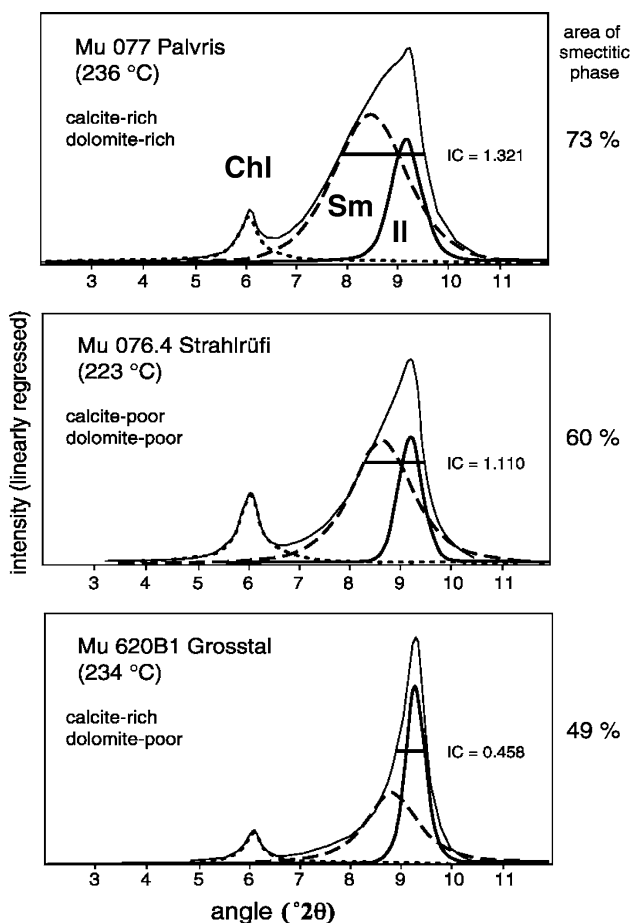 Mu 077 Palvris
(236 °C)
calcite-rich
dolomite-rich
Chl
Sm
Il
IC = 1.321
area of
smectitic
phase
73 %
3 4 5 6 7 8 9 10 11
intensity (linearly regressed)
Mu 076.4 Strahlrüfi
(223 °C)
calcite-poor
dolomite-poor
IC = 1.110
60 %
3 4 5 6 7 8 9 10 11
Mu 620B1 Grosstal
(234 °C)
calcite-rich
dolomite-poor
IC = 0.458
49 %
3 4 5 6 7 8 9 10 11
angle (°2θ)